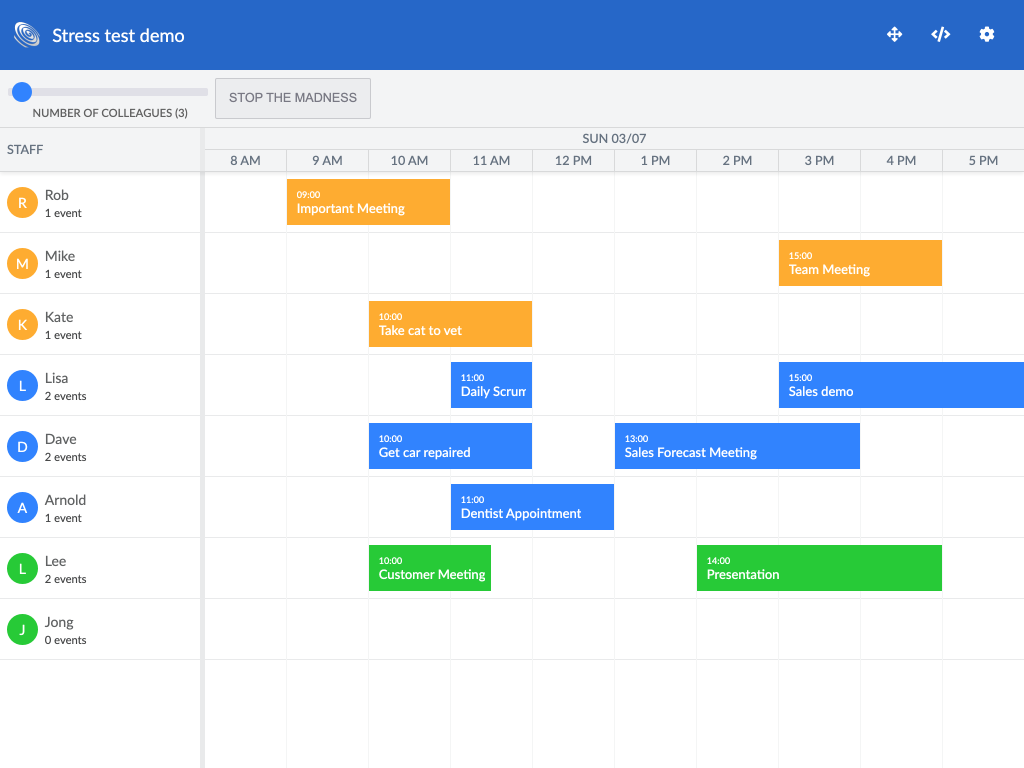 Stress test demo
NUMBER OF COLLEAGUES (3)
STOP THE MADNESS
STAFF
SUN 03/07
8 AM 9 AM 10 AM 11 AM 12 PM 1 PM 2 PM 3 PM 4 PM 5 PM
R
Rob
1 event
09:00
Important Meeting
M
Mike
1 event
15:00
Team Meeting
K
Kate
1 event
10:00
Take cat to vet
L
Lisa
2 events
11:00
Daily Scrum
15:00
Sales demo
D
Dave
2 events
10:00
Get car repaired
13:00
Sales Forecast Meeting
A
Arnold
1 event
11:00
Dentist Appointment
L
Lee
2 events
10:00
Customer Meeting
14:00
Presentation
J
Jong
0 events